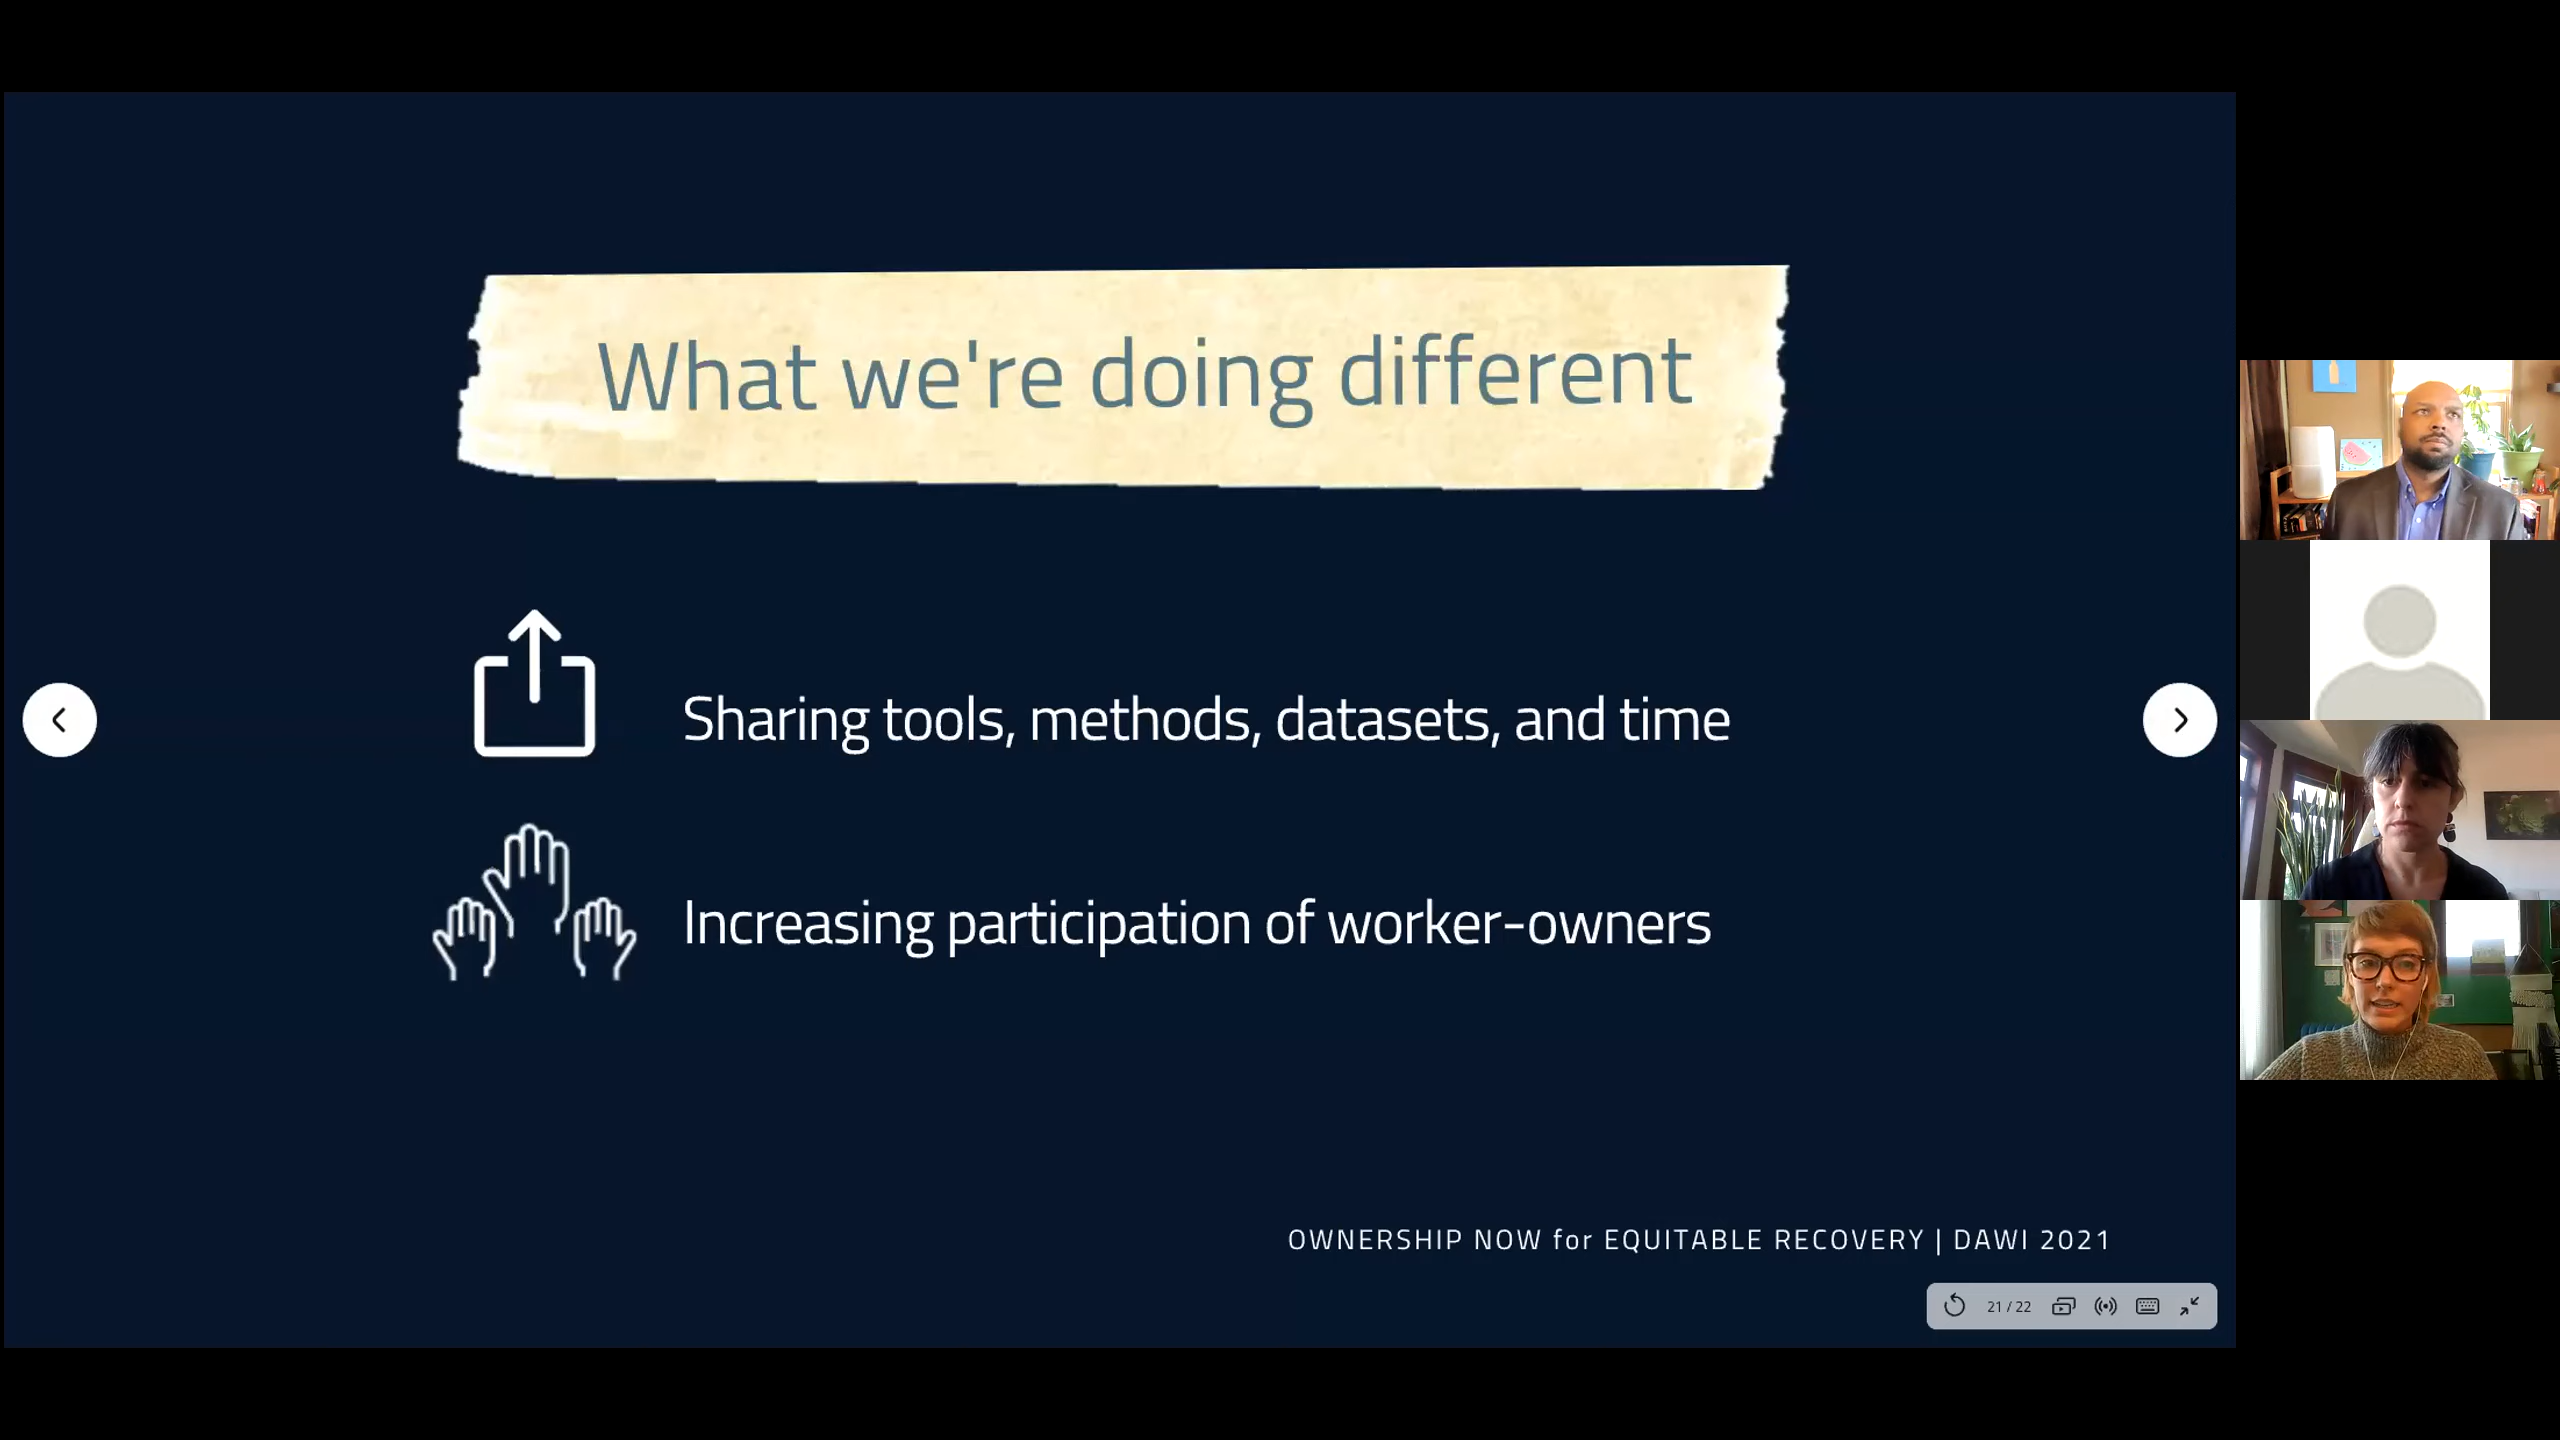 What we're doing different
Sharing tools, methods, datasets, and time
Increasing participation of worker-owners
OWNERSHIP NOW for EQUITABLE RECOVERY | DAWI 2021
21 / 22